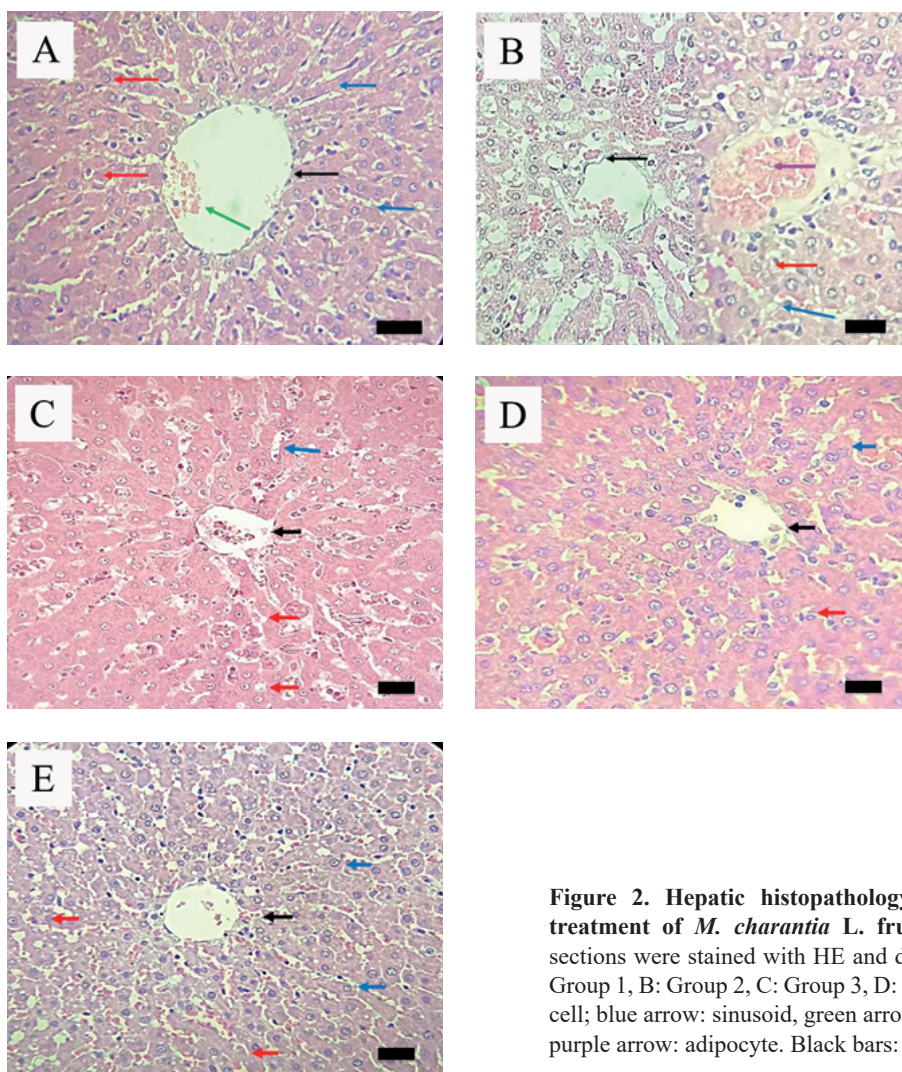 A
B
C
D
E
Figure 2. Hepatic histopathology
treatment of M. charantia L. fru
sections were stained with HE and d
Group 1, B: Group 2, C: Group 3, D:
cell; blue arrow: sinusoid, green arrow
purple arrow: adipocyte. Black bars: